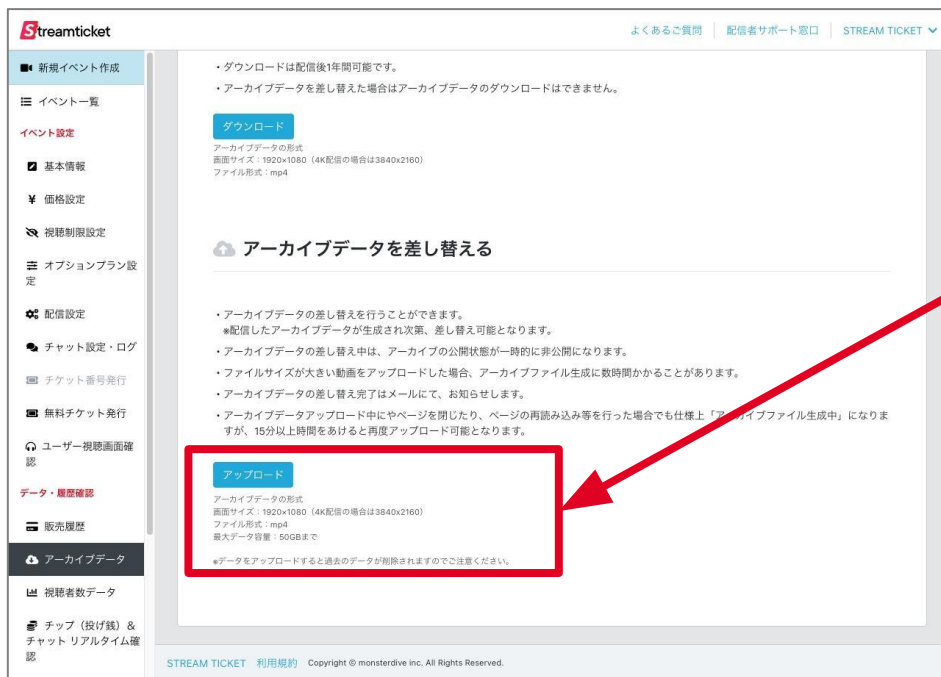 Streamticket
よくあるご質問
配信者サポート窓口
STREAM TICKET
新規イベント作成
イベント一覧
イベント設定
基本情報
価格設定
視聴制限設定
オプションプラン設
定
配信設定
チャット設定・ログ
チケット番号発行
無料チケット発行
ユーザー視聴画面確
認
データ・履歴確認
販売履歴
アーカイブデータ
視聴者数データ
チップ（投げ銭）&
チャット リアルタイム確
認
・ダウンロードは配信後1年間可能です。
・アーカイブデータを差し替えた場合はアーカイブデータのダウンロードはできません。
ダウンロード
アーカイブデータの形式
画面サイズ：1920×1080（4K配信の場合は3840x2160）
ファイル形式：mp4
アーカイブデータを差し替える
・アーカイブデータの差し替えを行うことができます。
※配信したアーカイブデータが生成され次第、差し替え可能となります。
・アーカイブデータの差し替え中は、アーカイブの公開状態が一時的に非公開になります。
・ファイルサイズが大きい動画をアップロードした場合、アーカイブファイル生成に数時間かかることがあります。
・アーカイブデータの差し替え完了はメールにて、お知らせします。
・アーカイブデータアップロード中にやページを閉じたり、ページの再読み込み等を行った場合でも仕様上「アーカイブファイル生成中」になりま
すが、15分以上時間をあけると再度アップロード可能となります。
アップロード
アーカイブデータの形式
画面サイズ：1920×1080（4K配信の場合は3840x2160）
ファイル形式：mp4
最大データ容量：50GBまで
※データをアップロードすると過去のデータが削除されますのでご注意ください。
STREAM TICKET 利用規約 Copyright © monsterdive inc. All Rights Reserved.